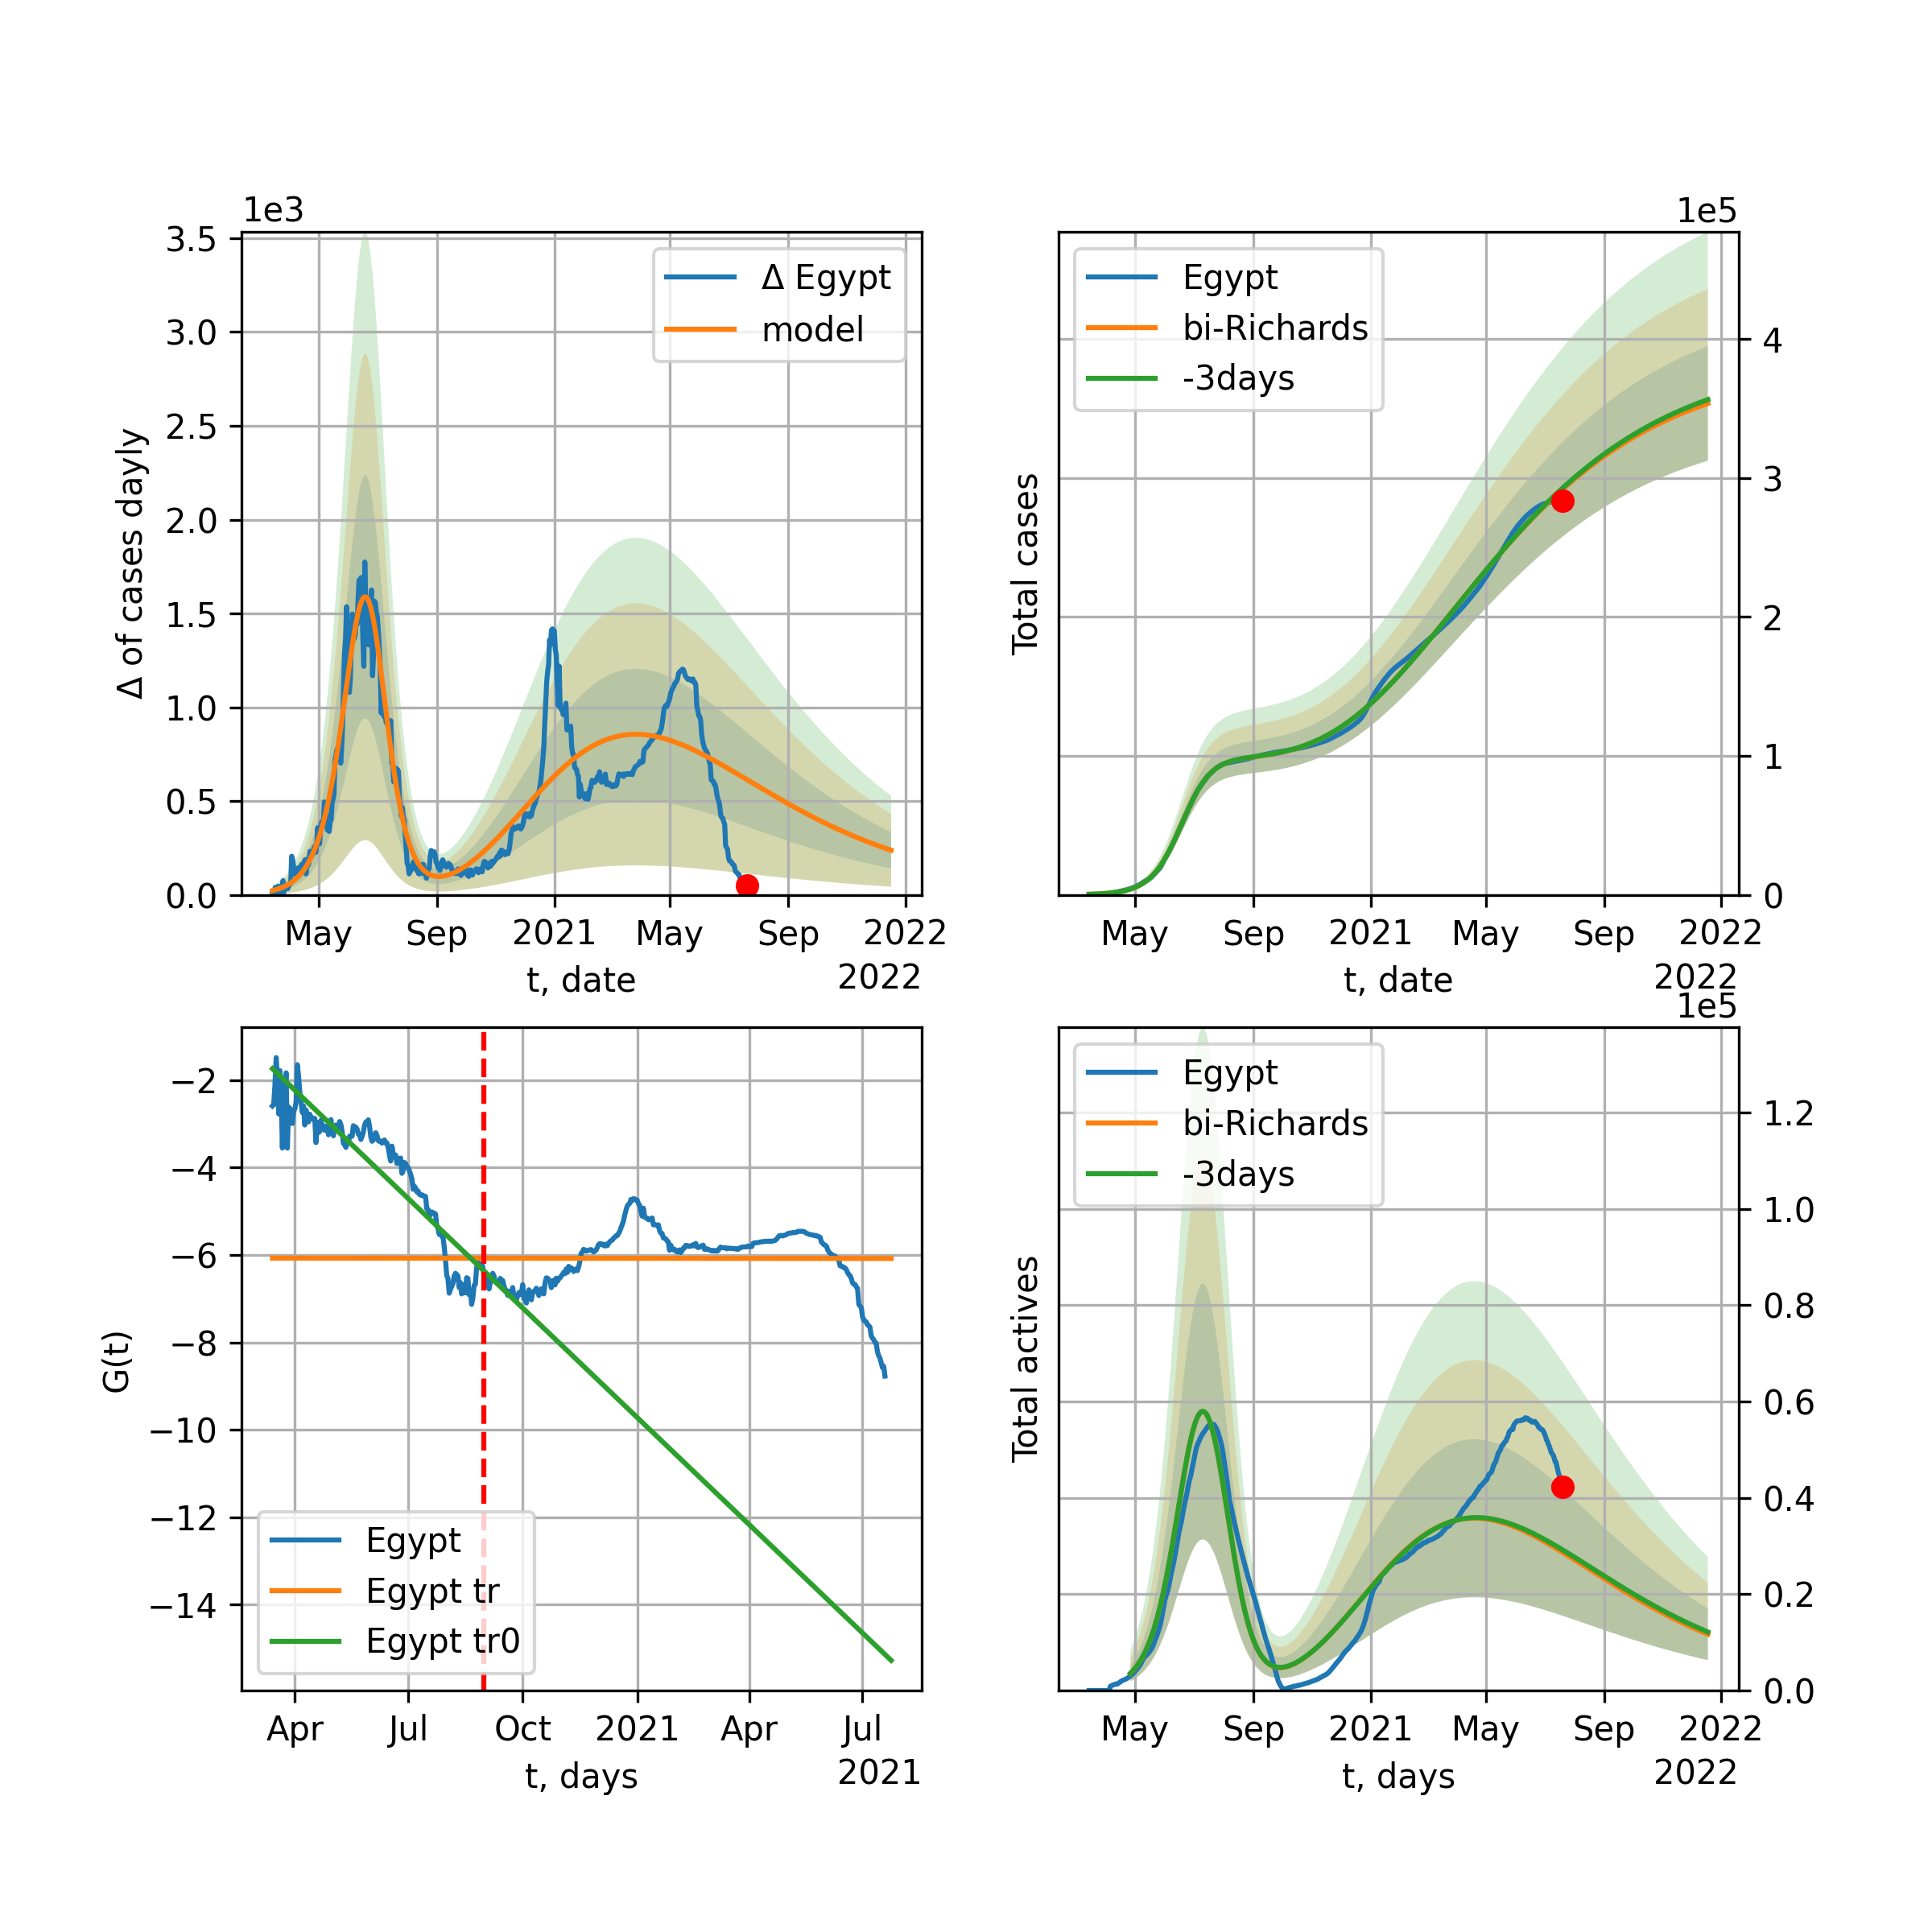 1e3
3.5
3.0
2.5
2.0
1.5
1.0
0.5
0.0
Δ of cases dayly
Δ Egypt
model
May Sep 2021 May Sep 2022
t, date 2022
1e5
Total cases
Egypt
bi-Richards
-3days
4
3
2
1
0
May Sep 2021 May Sep 2022
t, date 2022
−2
−4
−6
−8
−10
−12
−14
G(t)
Egypt
Egypt tr
Egypt tr0
Apr Jul Oct 2021 Apr Jul
t, days 2021
1e5
Total actives
Egypt
bi-Richards
-3days
1.2
1.0
0.8
0.6
0.4
0.2
0.0
May Sep 2021 May Sep 2022
t, days 2022